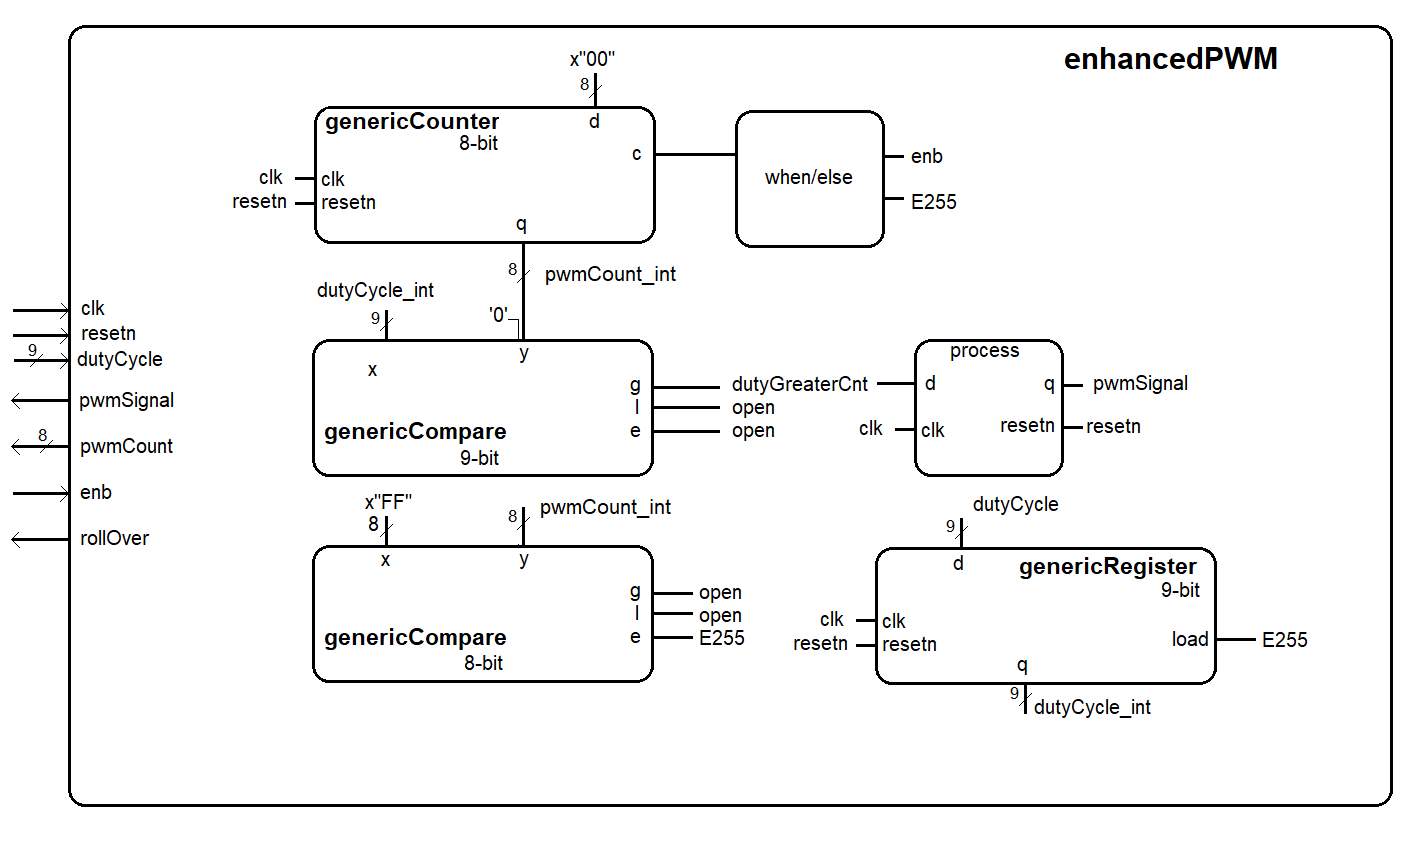 enhancedPWM
x"00"
8
genericCounter
d
8-bit
c
clk
clk
resetn
resetn
q
when/else
enb
E255
8
pwmCount_int
dutyCycle_int
9
'0'
x
y
g
dutyGreaterCnt
l
open
e
open
genericCompare
9-bit
process
d
q
pwmSignal
clk
clk
resetn
resetn
clk
resetn
9
dutyCycle
pwmSignal
8
pwmCount
enb
rollOver
x"FF"
8
8
pwmCount_int
x
y
g
open
l
open
e
E255
genericCompare
8-bit
dutyCycle
9
d
genericRegister
9-bit
clk
clk
resetn
resetn
load
E255
q
9
dutyCycle_int